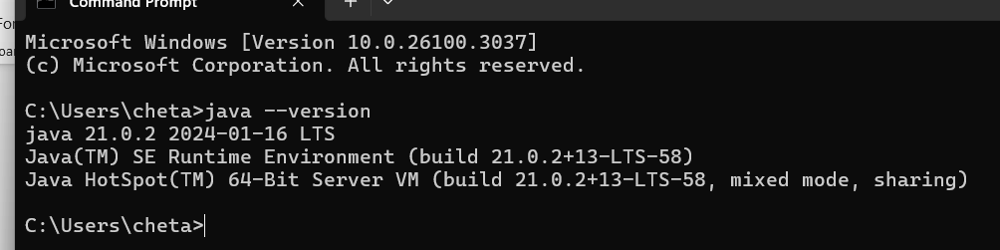 Command Prompt
Microsoft Windows [Version 10.0.26100.3037]
(c) Microsoft Corporation. All rights reserved.
C:\Users\cheta>java --version
java 21.0.2 2024-01-16 LTS
Java(TM) SE Runtime Environment (build 21.0.2+13-LTS-58)
Java HotSpot(TM) 64-Bit Server VM (build 21.0.2+13-LTS-58, mixed mode, sharing)
C:\Users\cheta>